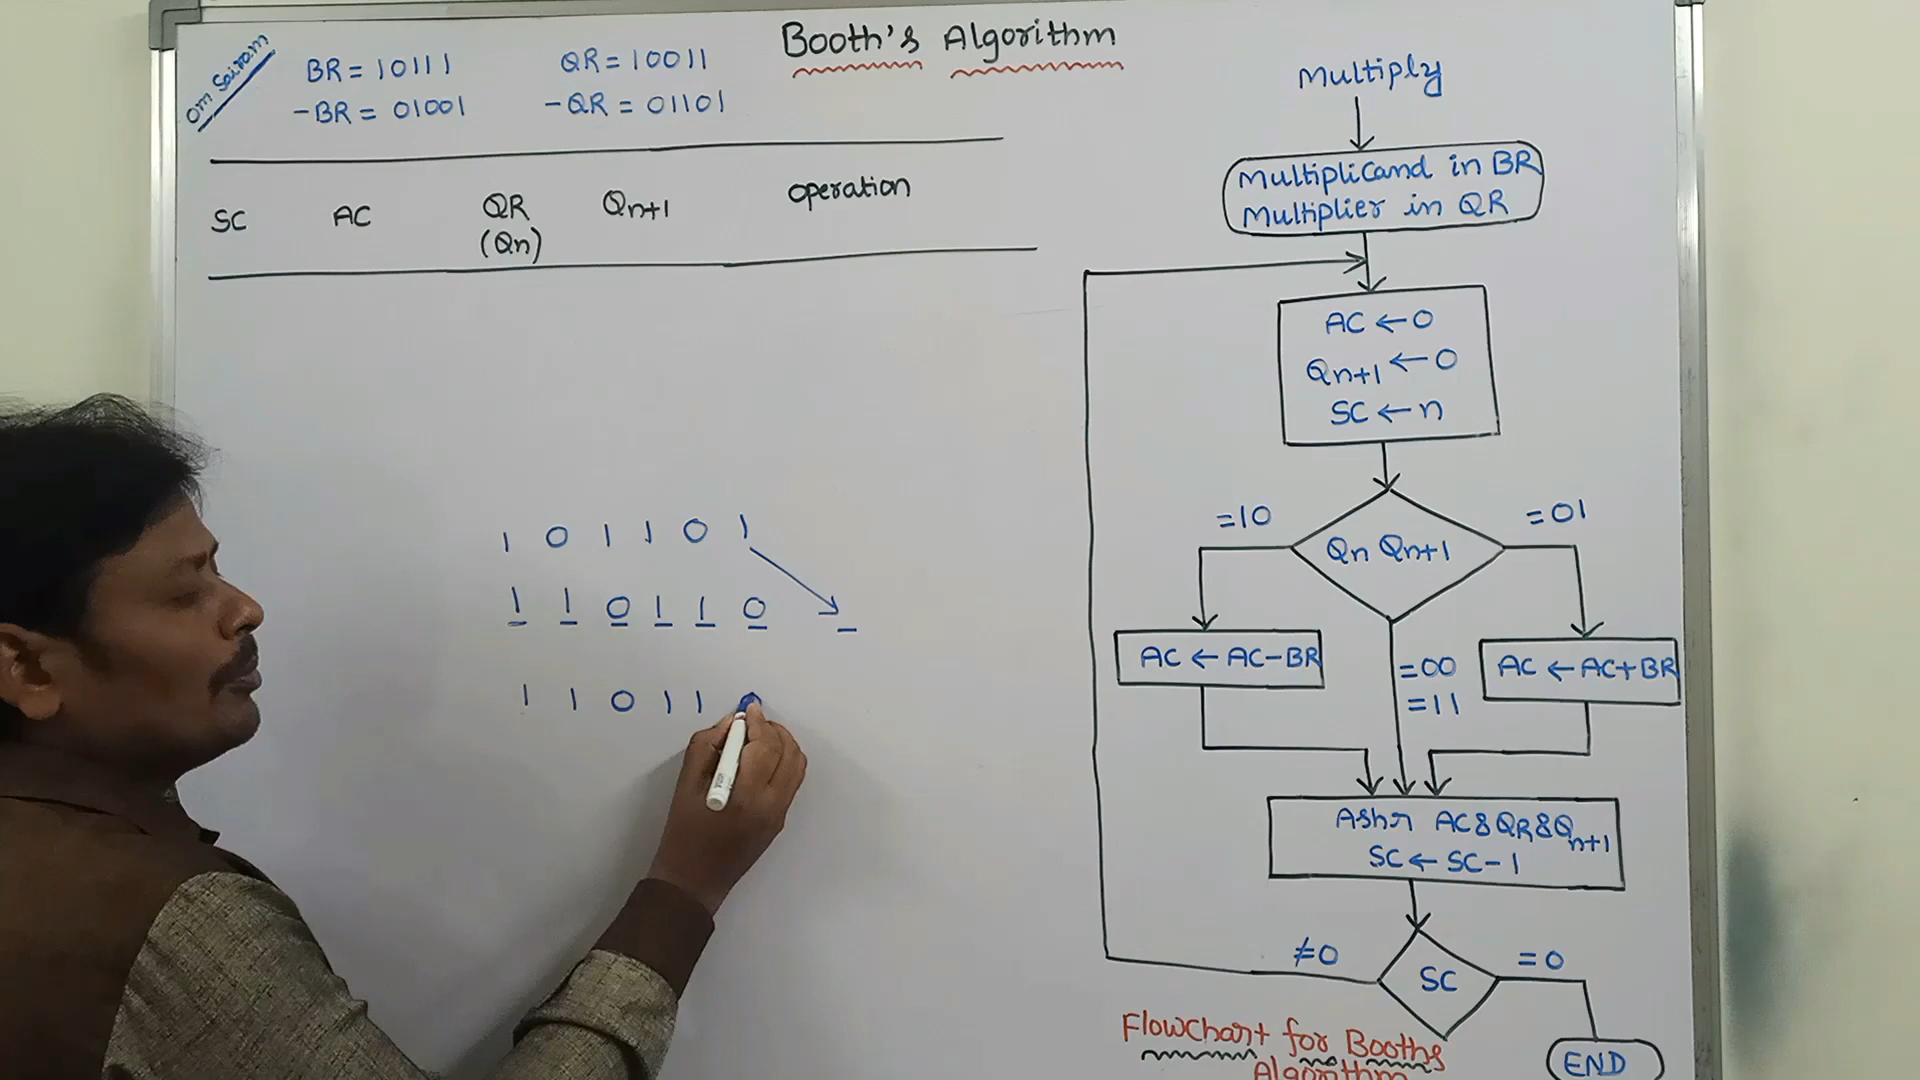 Om Sairam
Booth's Algorithm
BR = 10111
QR = 10011
-BR = 01001
-QR = 01101
SC
AC
QR
(Qn)
Qn+1
operation
1 0 1 1 0 1
1 1 0 1 1 0 _
1 1 0 1 1
Multiply
Multiplicand in BR
Multiplier in QR
AC ← 0
Qn+1 ← 0
SC ← n
=10
Qn Qn+1
=01
AC ← AC-BR
=00
=11
AC ← AC+BR
Ashr AC&QR&Qn+1
SC ← SC-1
≠0
SC
=0
END
Flowchart for Booths
Algorithm